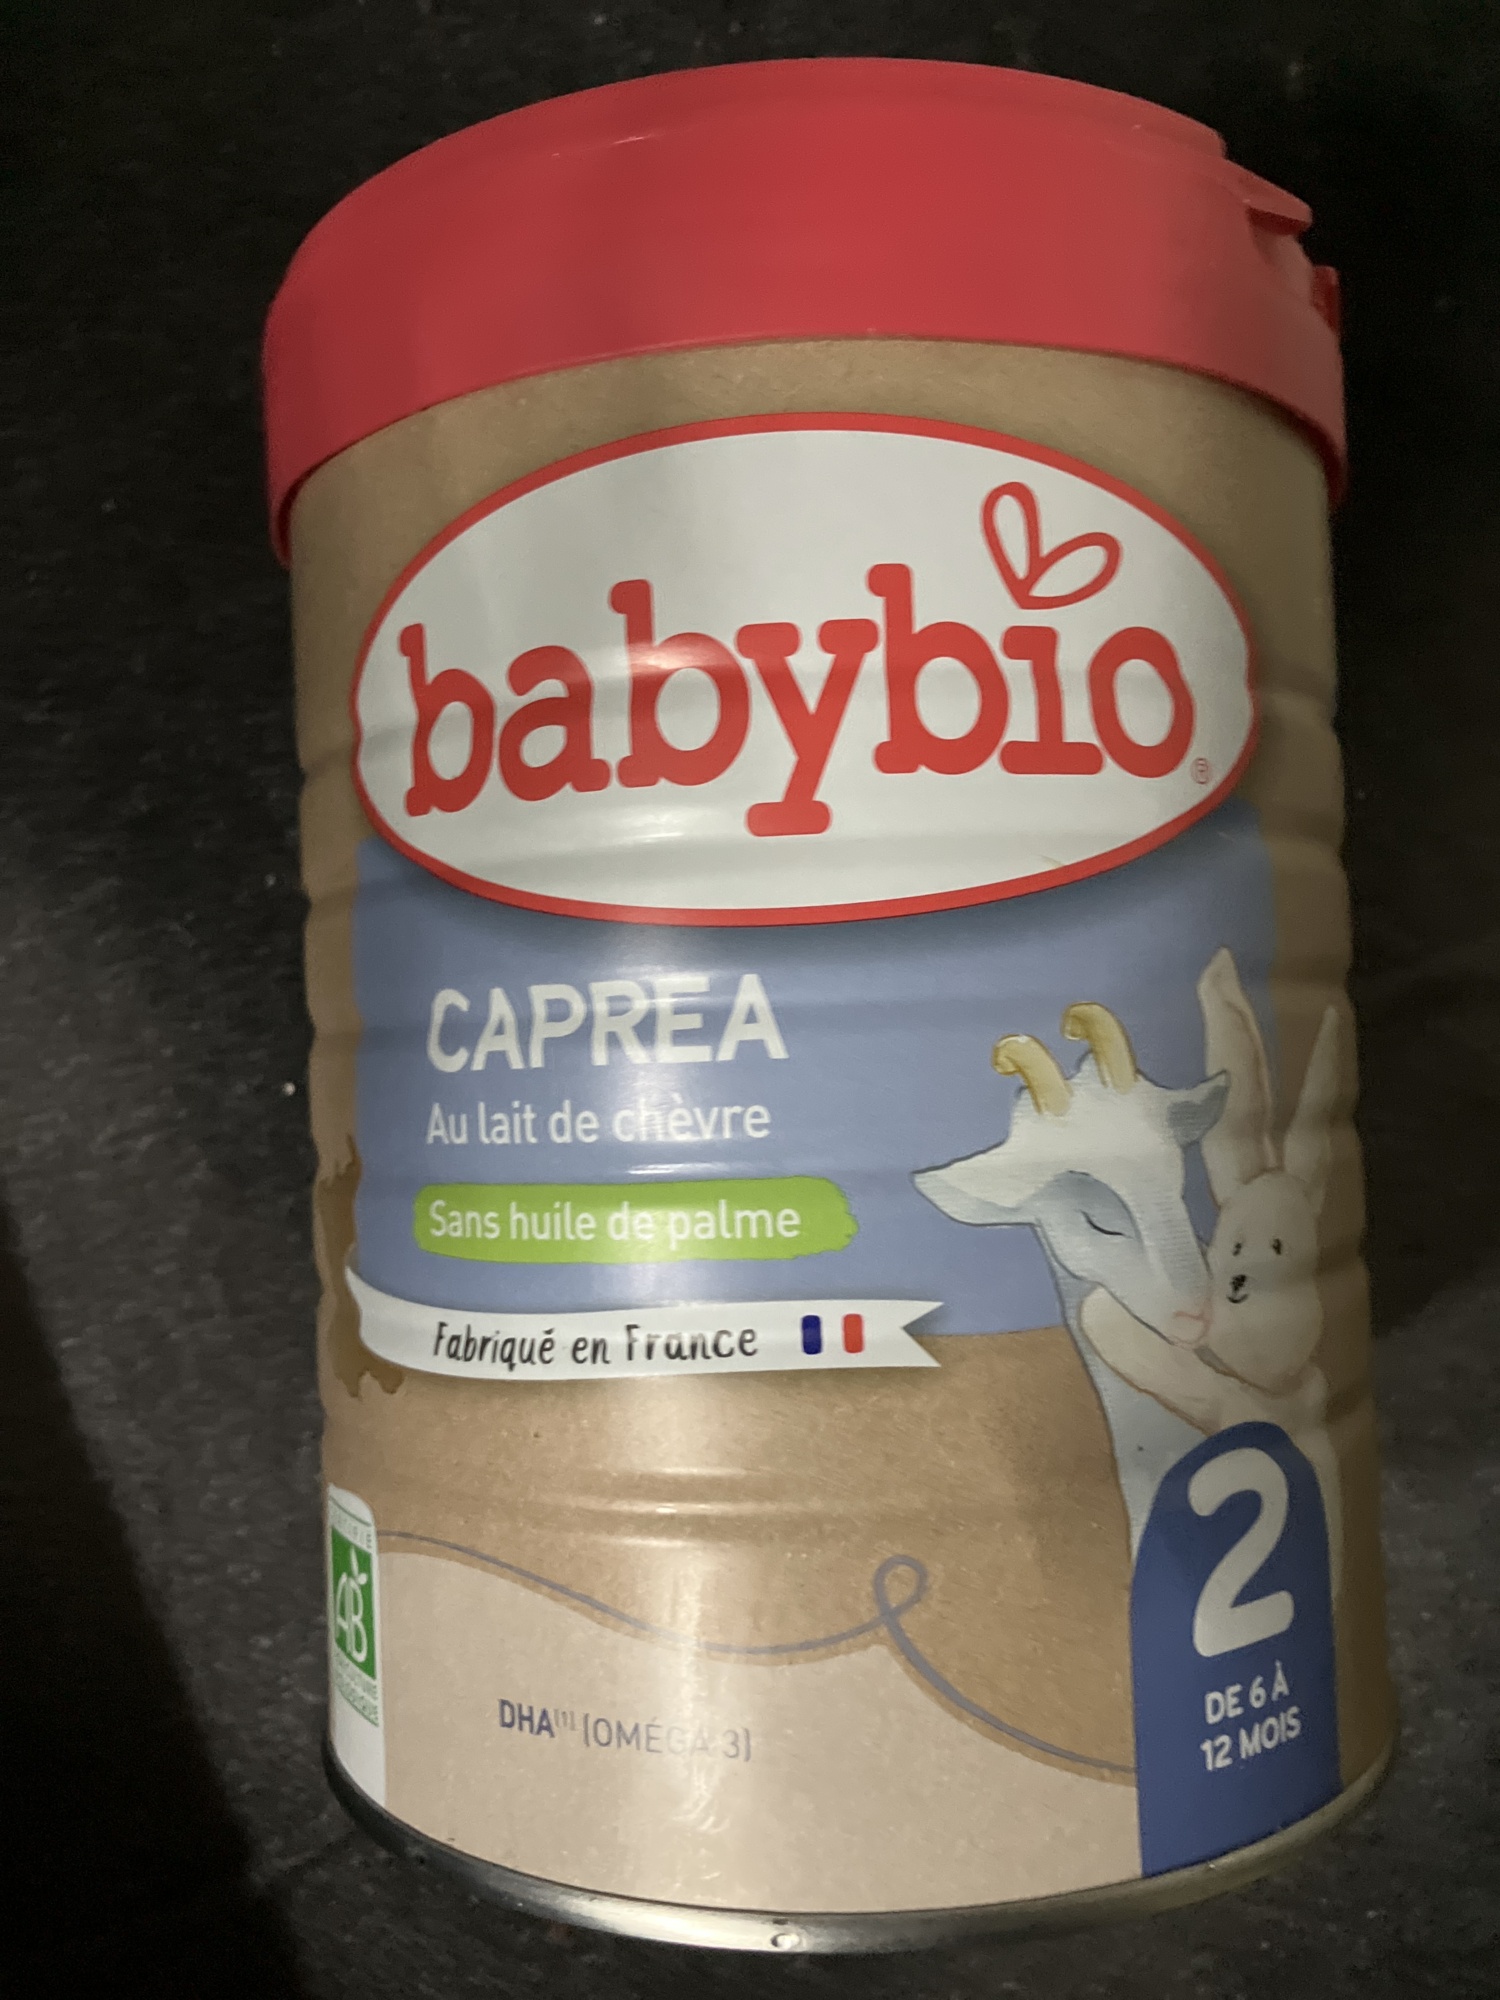 babybio®
CAPREA
Au lait de chèvre
Sans huile de palme
Fabriqué en France
2
DE 6 À
12 MOIS
AB
DHA⁽¹⁾ (OMÉGA 3)